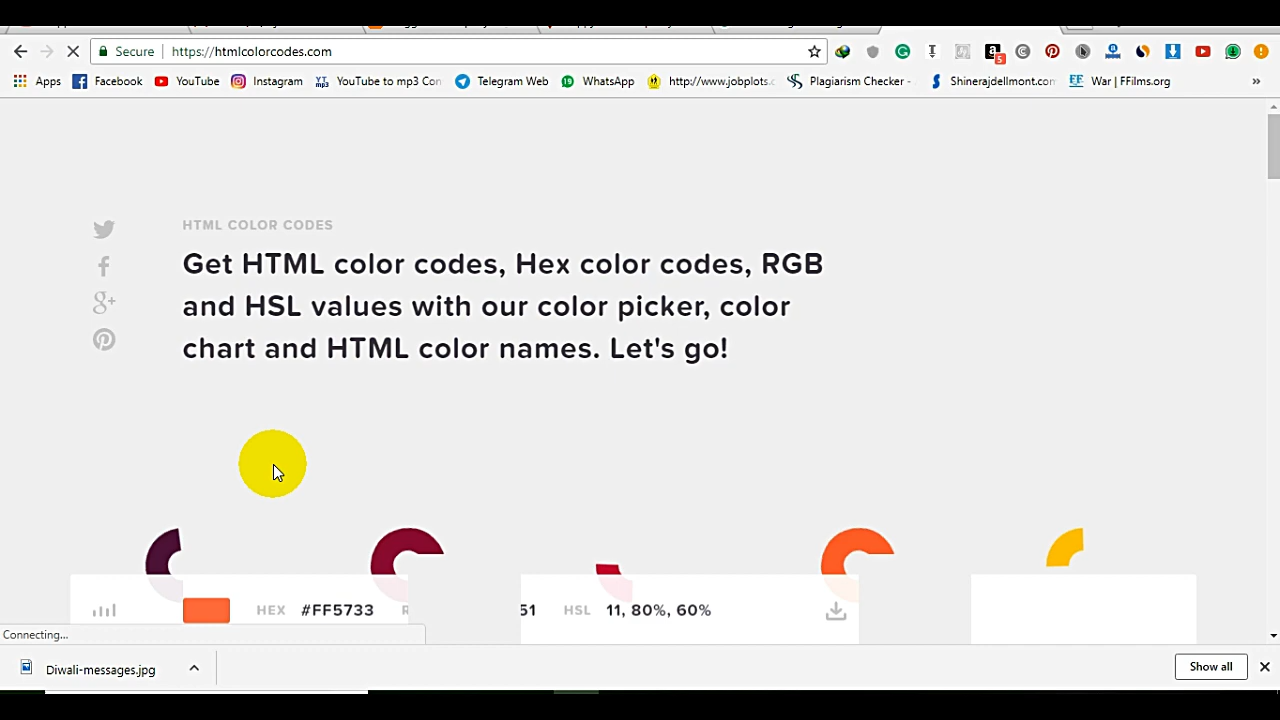 Secure
https://htmlcolorcodes.com
5
Apps
Facebook
YouTube
Instagram
YouTube to mp3 Con
Telegram Web
WhatsApp
http://www.jobplots.c
Plagiarism Checker -
Shinerajdellmont.con
War | FFilms.org
»
HTML COLOR CODES
Get HTML color codes, Hex color codes, RGB
and HSL values with our color picker, color
chart and HTML color names. Let's go!
HEX #FF5733 R
51 HSL 11, 80%, 60%
Connecting...
Diwali-messages.jpg
Show all